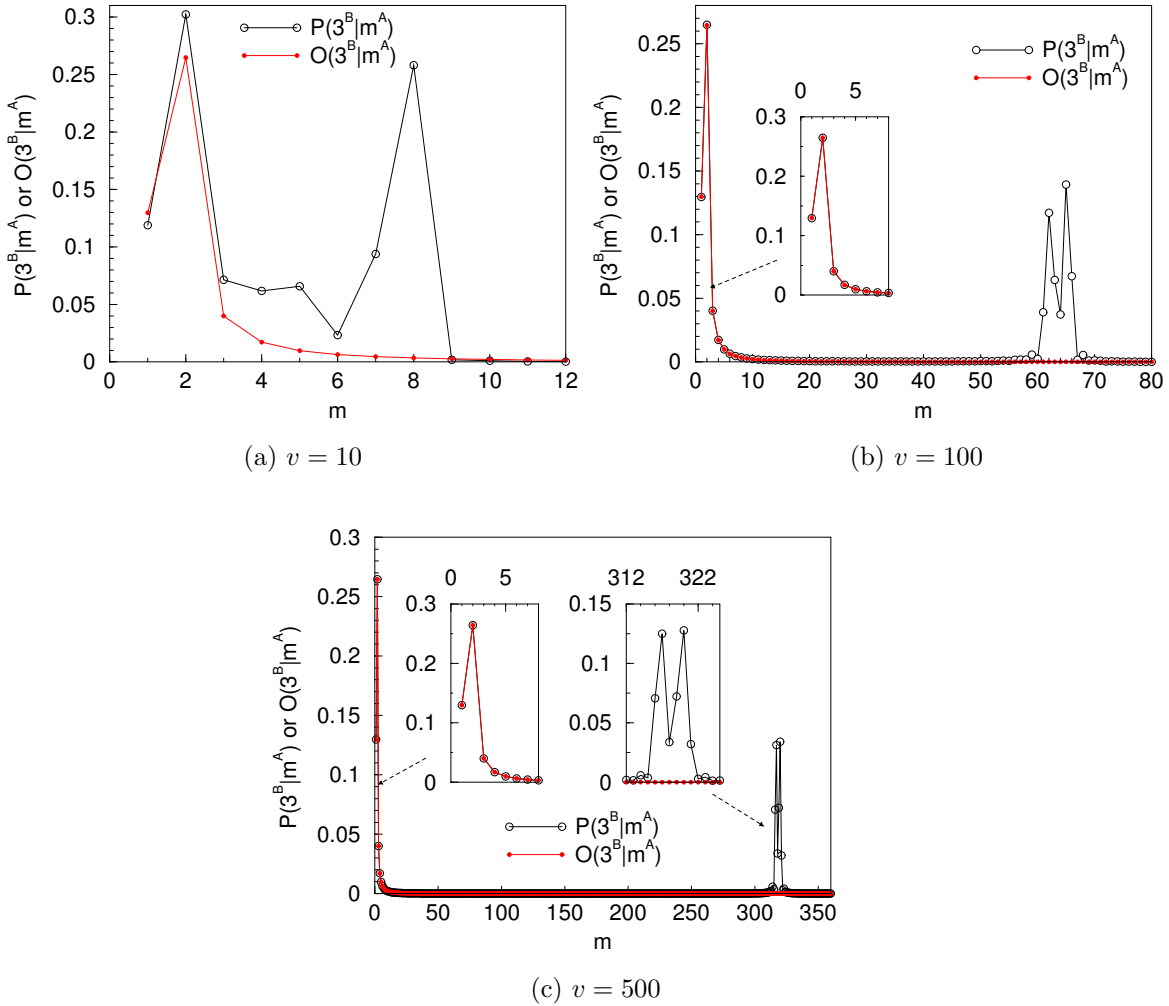 P(3^B|m^A) or O(3^B|m^A)
0.3
0.25
0.2
0.15
0.1
0.05
0
P(3^B|m^A)
O(3^B|m^A)
0 2 4 6 8 10 12
m
(a) v = 10
P(3^B|m^A) or O(3^B|m^A)
0.25
0.2
0.15
0.1
0.05
0
P(3^B|m^A)
O(3^B|m^A)
0 5
0.3
0.2
0.1
0
0 10 20 30 40 50 60 70 80
m
(b) v = 100
P(3^B|m^A) or O(3^B|m^A)
0.3
0.25
0.2
0.15
0.1
0.05
0
0 5
0.3
0.2
0.1
0
312 322
0.15
0.1
0.05
0
P(3^B|m^A)
O(3^B|m^A)
0 50 100 150 200 250 300 350
m
(c) v = 500